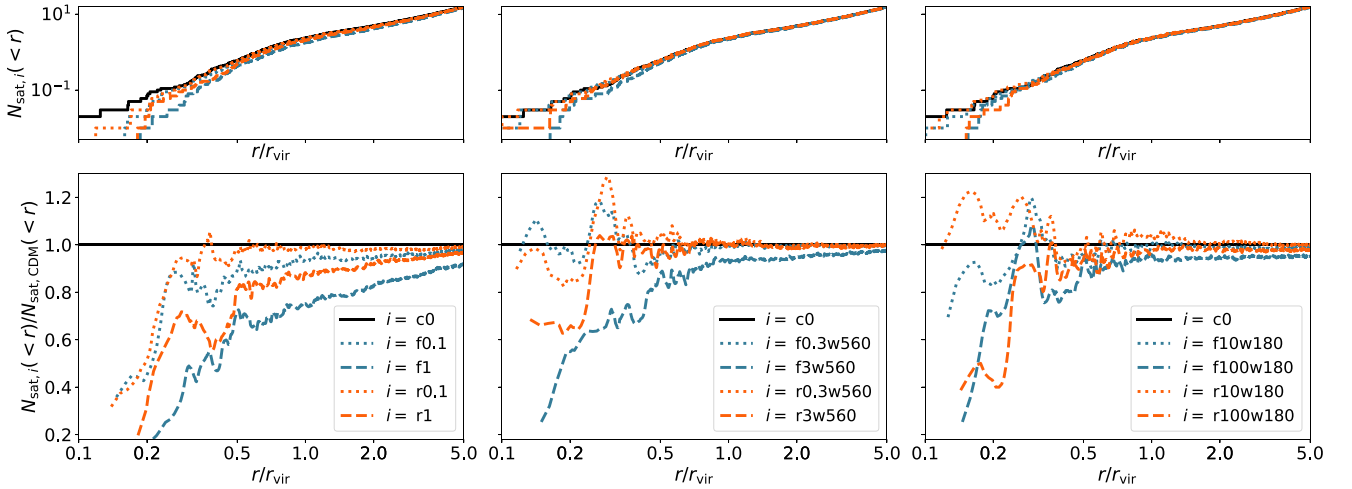 10¹
10⁻¹
N_sat, i(< r)
r/r_vir
r/r_vir
r/r_vir
1.2
1.0
0.8
0.6
0.4
0.2
N_sat, i(< r)/N_sat, CDM(< r)
i = c0
i = f0.1
i = f1
i = r0.1
i = r1
0.1 0.2 0.5 1.0 2.0 5.0
r/r_vir
i = c0
i = f0.3w560
i = f3w560
i = r0.3w560
i = r3w560
0.1 0.2 0.5 1.0 2.0 5.0
r/r_vir
i = c0
i = f10w180
i = f100w180
i = r10w180
i = r100w180
0.1 0.2 0.5 1.0 2.0 5.0
r/r_vir